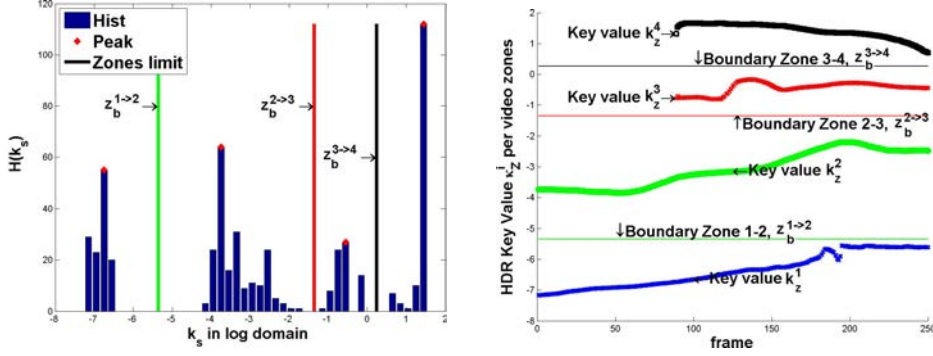 120
100
80
60
40
20
0
H(k_s)
Hist
Peak
Zones limit
z_b^{1->2}
z_b^{2->3}
z_b^{3->4}
-8 -7 -6 -5 -4 -3 -2 -1 0 1 2
k_s in log domain
HDR Key Value κ_z^i per video zones
2
1
0
-1
-2
-3
-4
-5
-6
-7
-8
Key value k_z^4→
↓Boundary Zone 3-4, z_b^{3->4}
Key value k_z^3→
↑Boundary Zone 2-3, z_b^{2->3}
←Key value k_z^2
↓Boundary Zone 1-2, z_b^{1->2}
←Key value k_z^1
0 50 100 150 200 250
frame